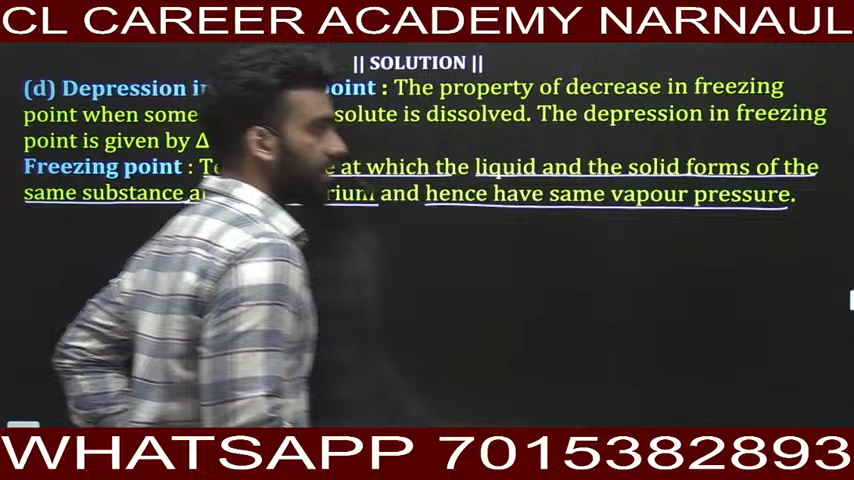 CL CAREER ACADEMY NARNAUL
|| SOLUTION ||
(d) Depression in point : The property of decrease in freezing
point when some solute is dissolved. The depression in freezing
point is given by Δ
Freezing point : at which the liquid and the solid forms of the
same substance and hence have same vapour pressure.
WHATSAPP 7015382893